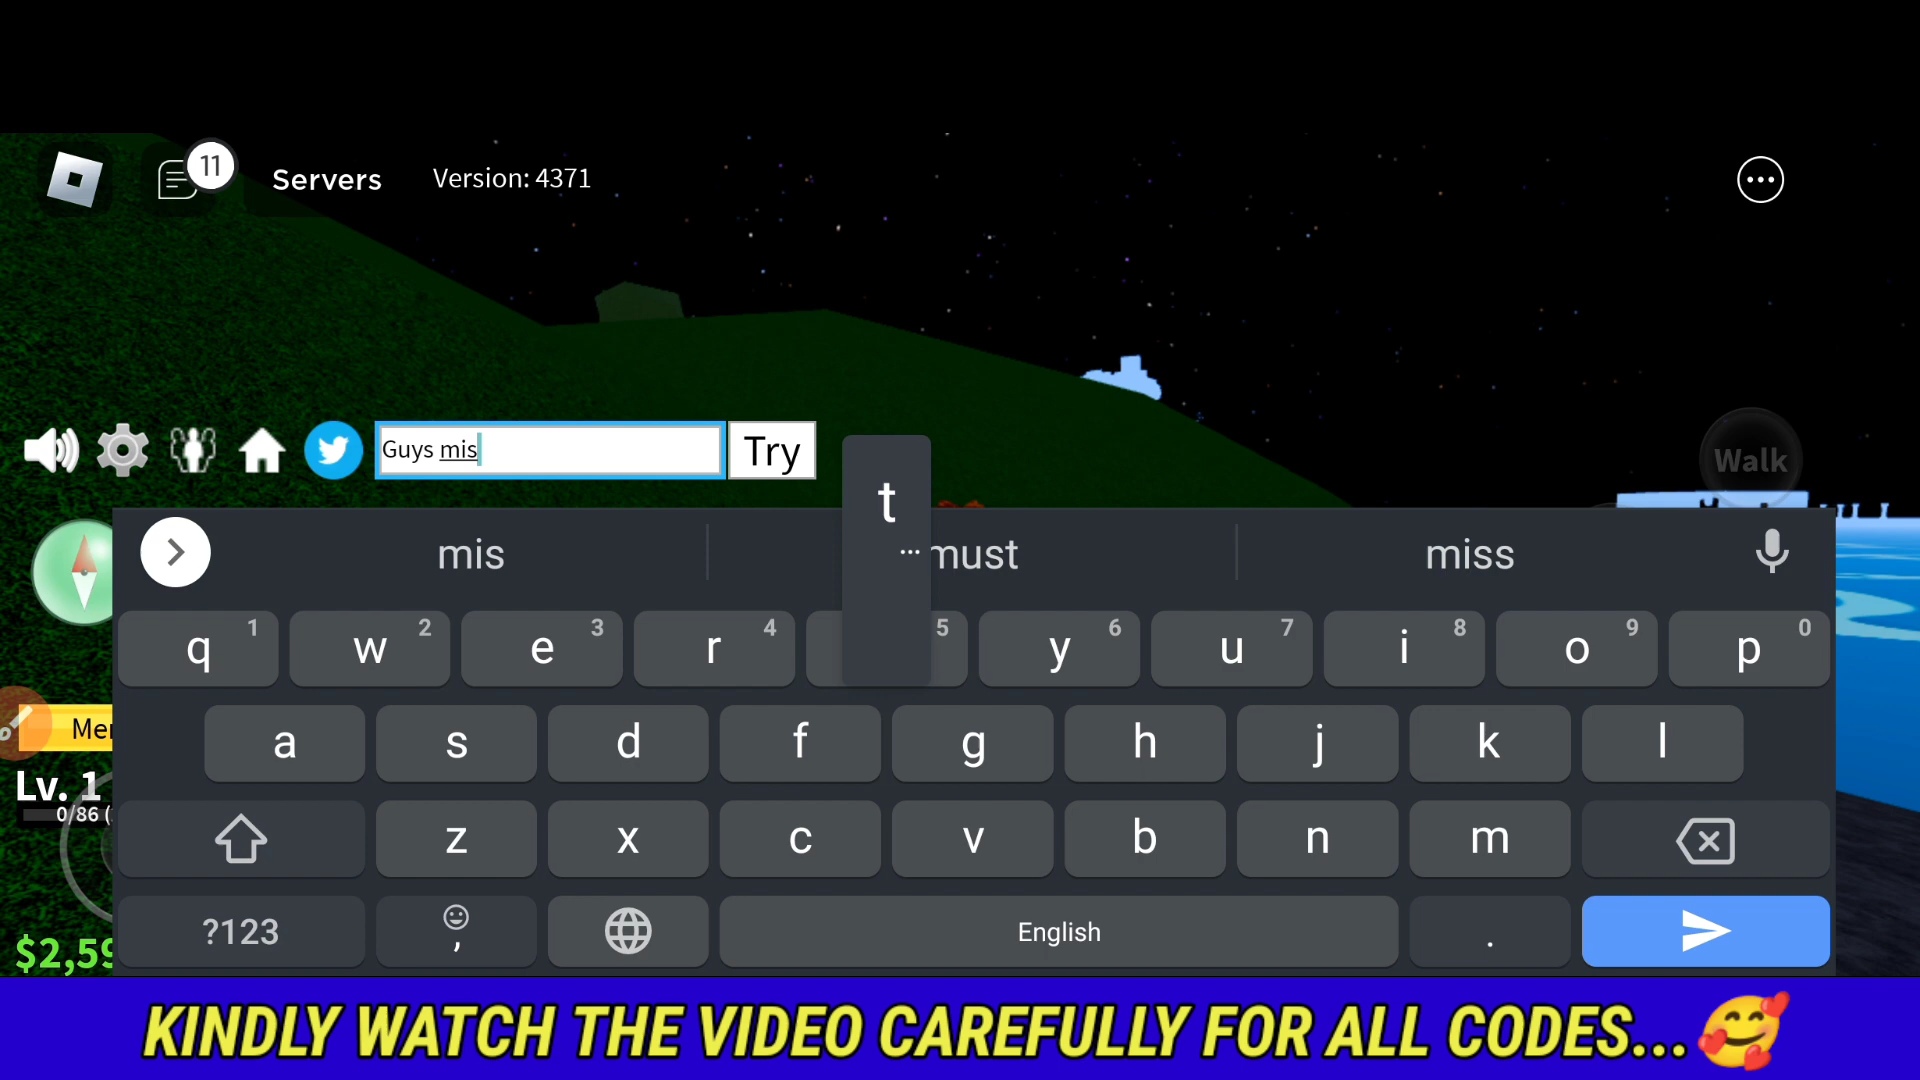 11
Servers
Version: 4371
Guys mis
Try
Walk
t
...
mis
must
miss
q 1 w 2 e 3 r 4 5 y 6 u 7 i 8 o 9 p 0
a s d f g h j k l
z x c v b n m
?123 , English .
Mer
Lv. 1
0/86 (
$2,59
KINDLY WATCH THE VIDEO CAREFULLY FOR ALL CODES...🥰